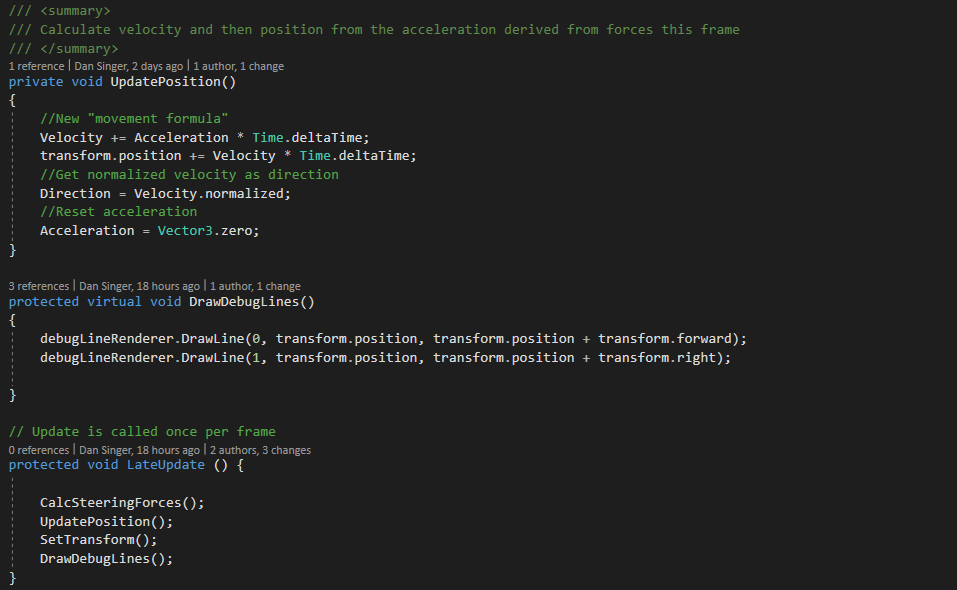 /// <summary>
/// Calculate velocity and then position from the acceleration derived from forces this frame
/// </summary>
1 reference | Dan Singer, 2 days ago | 1 author, 1 change
private void UpdatePosition()
{
    //New "movement formula"
    Velocity += Acceleration * Time.deltaTime;
    transform.position += Velocity * Time.deltaTime;
    //Get normalized velocity as direction
    Direction = Velocity.normalized;
    //Reset acceleration
    Acceleration = Vector3.zero;
}
3 references | Dan Singer, 18 hours ago | 1 author, 1 change
protected virtual void DrawDebugLines()
{
    debugLineRenderer.DrawLine(0, transform.position, transform.position + transform.forward);
    debugLineRenderer.DrawLine(1, transform.position, transform.position + transform.right);
}
// Update is called once per frame
0 references | Dan Singer, 18 hours ago | 2 authors, 3 changes
protected void LateUpdate () {
    CalcSteeringForces();
    UpdatePosition();
    SetTransform();
    DrawDebugLines();
}